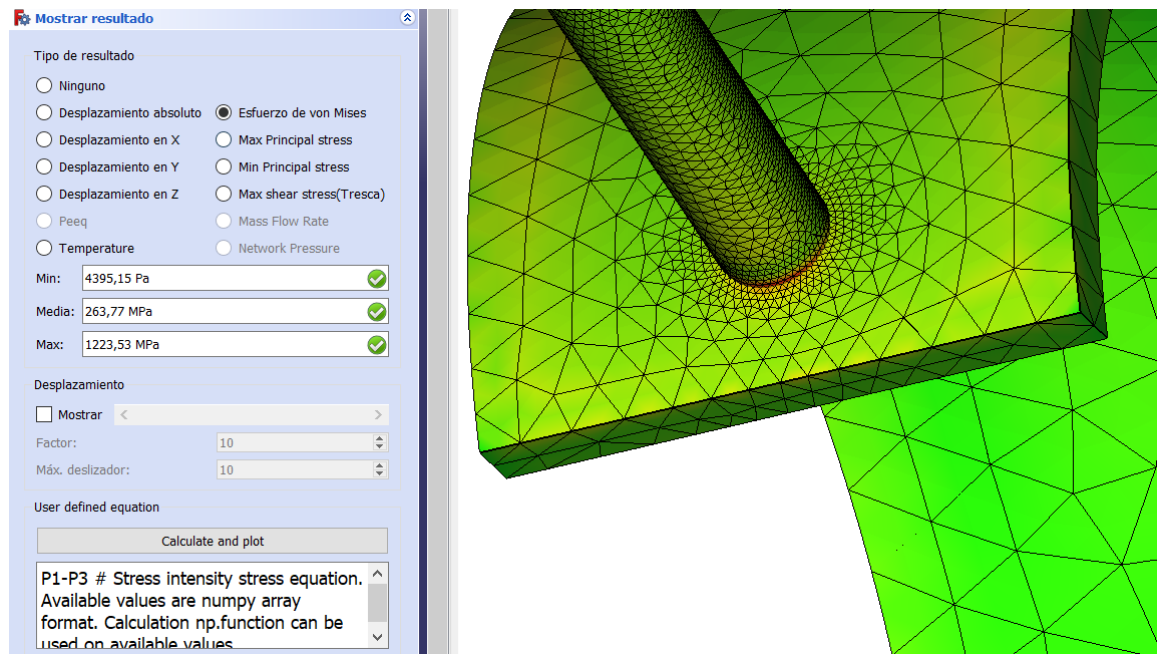 Mostrar resultado
Tipo de resultado
Ninguno
Desplazamiento absoluto
Esfuerzo de von Mises
Desplazamiento en X
Max Principal stress
Desplazamiento en Y
Min Principal stress
Desplazamiento en Z
Max shear stress(Tresca)
Peeq
Mass Flow Rate
Temperature
Network Pressure
Min: 4395,15 Pa
Media: 263,77 MPa
Max: 1223,53 MPa
Desplazamiento
Mostrar
Factor: 10
Máx. deslizador: 10
User defined equation
Calculate and plot
P1-P3 # Stress intensity stress equation.
Available values are numpy array
format. Calculation np.function can be
used on available values